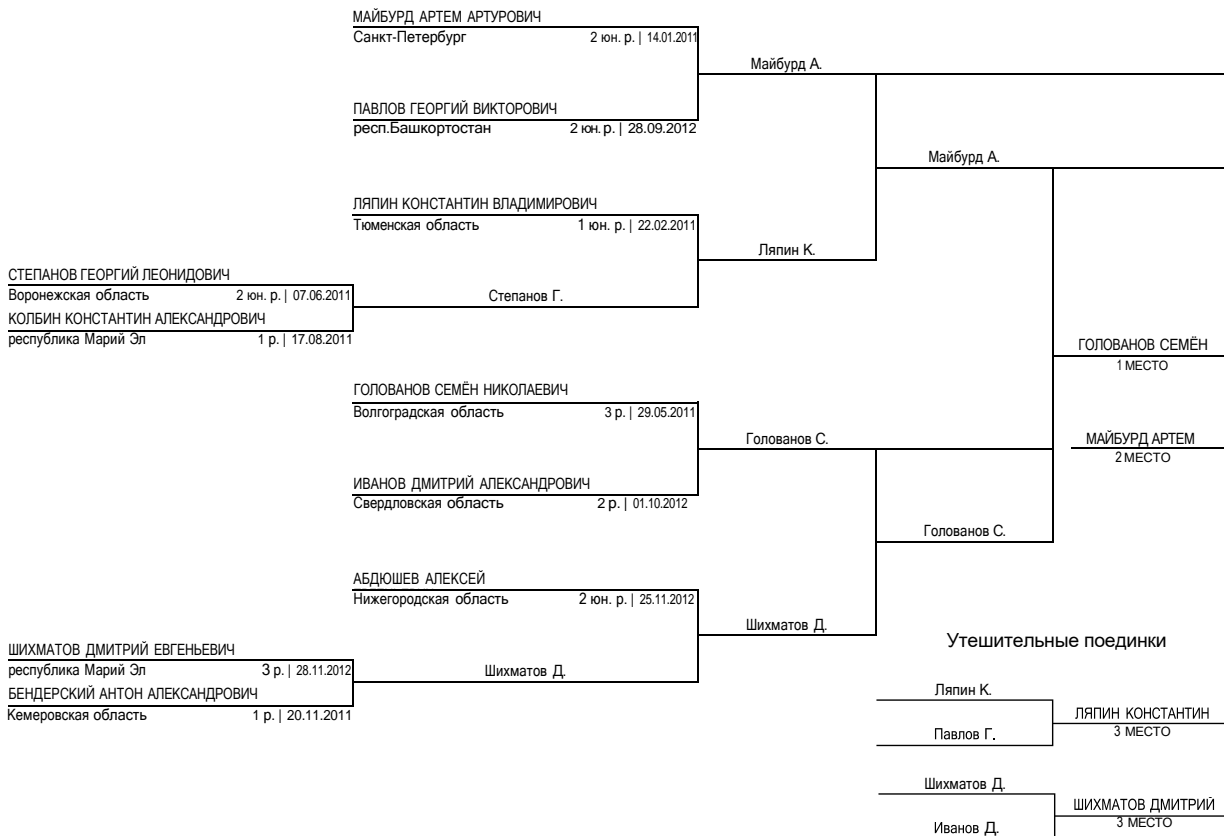 МАЙБУРД АРТЕМ АРТУРОВИЧ
Санкт-Петербург 2 юн. р. | 14.01.2011
Майбурд А.
ПАВЛОВ ГЕОРГИЙ ВИКТОРОВИЧ
респ.Башкортостан 2 юн. р. | 28.09.2012
Майбурд А.
ЛЯПИН КОНСТАНТИН ВЛАДИМИРОВИЧ
Тюменская область 1 юн. р. | 22.02.2011
Ляпин К.
СТЕПАНОВ ГЕОРГИЙ ЛЕОНИДОВИЧ
Воронежская область 2 юн. р. | 07.06.2011
Степанов Г.
КОЛБИН КОНСТАНТИН АЛЕКСАНДРОВИЧ
республика Марий Эл 1 р. | 17.08.2011
ГОЛОВАНОВ СЕМЁН
1 МЕСТО
ГОЛОВАНОВ СЕМЁН НИКОЛАЕВИЧ
Волгоградская область 3 р. | 29.05.2011
Голованов С.
МАЙБУРД АРТЕМ
2 МЕСТО
ИВАНОВ ДМИТРИЙ АЛЕКСАНДРОВИЧ
Свердловская область 2 р. | 01.10.2012
Голованов С.
АБДЮШЕВ АЛЕКСЕЙ
Нижегородская область 2 юн. р. | 25.11.2012
Шихматов Д.
Утешительные поединки
ШИХМАТОВ ДМИТРИЙ ЕВГЕНЬЕВИЧ
республика Марий Эл 3 р. | 28.11.2012
Шихматов Д.
БЕНДЕРСКИЙ АНТОН АЛЕКСАНДРОВИЧ
Кемеровская область 1 р. | 20.11.2011
Ляпин К.
ЛЯПИН КОНСТАНТИН
3 МЕСТО
Павлов Г.
Шихматов Д.
ШИХМАТОВ ДМИТРИЙ
3 МЕСТО
Иванов Д.